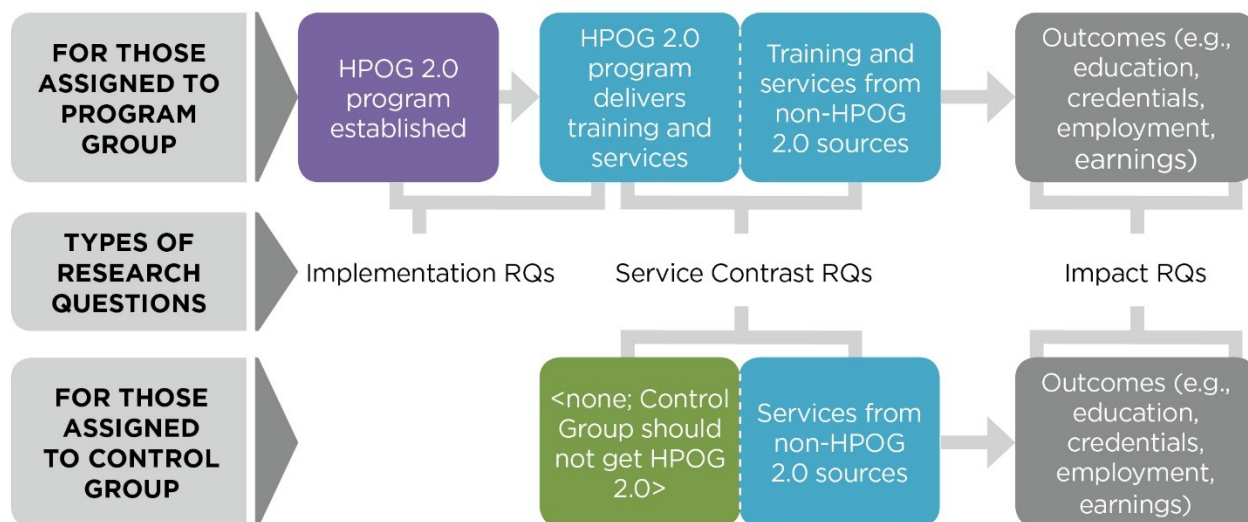 FOR THOSE
ASSIGNED TO
PROGRAM
GROUP
HPOG 2.0
program
established
HPOG 2.0
program
delivers
training and
services
Training and
services from
non-HPOG
2.0 sources
Outcomes (e.g.,
education,
credentials,
employment,
earnings)
TYPES OF
RESEARCH
QUESTIONS
Implementation RQs
Service Contrast RQs
Impact RQs
FOR THOSE
ASSIGNED
TO CONTROL
GROUP
<none; Control
Group should
not get HPOG
2.0>
Services from
non-HPOG
2.0 sources
Outcomes (e.g.,
education,
credentials,
employment,
earnings)